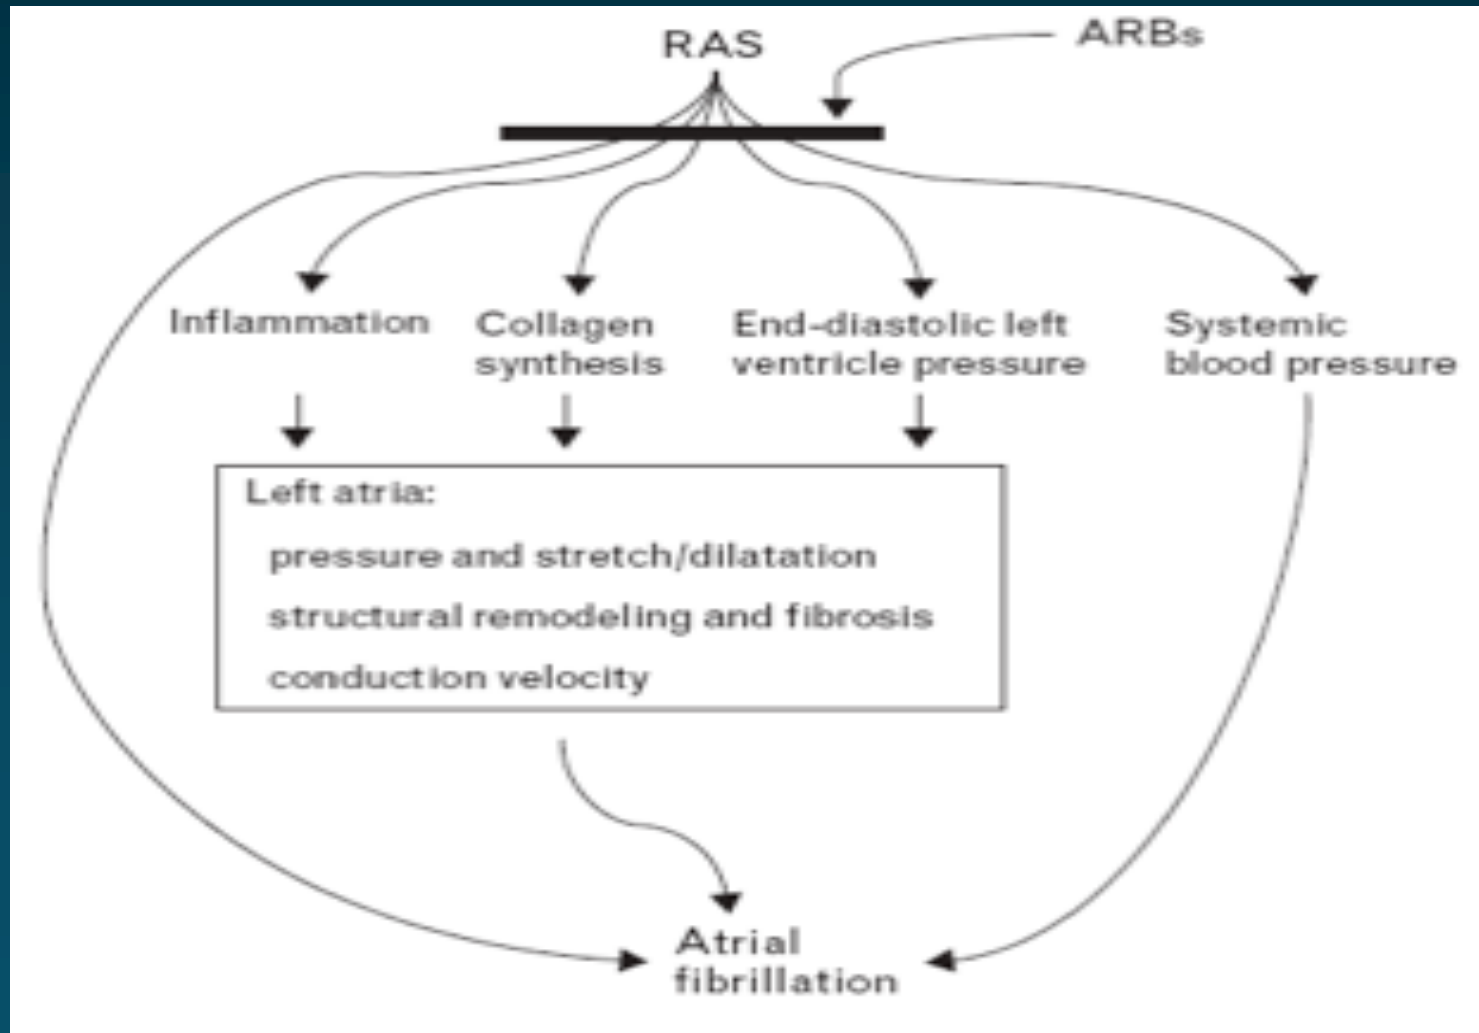 RAS
ARBs
Inflammation
Collagen
synthesis
End-diastolic left
ventricle pressure
Systemic
blood pressure
Left atria:
pressure and stretch/dilatation
structural remodeling and fibrosis
conduction velocity
Atrial
fibrillation